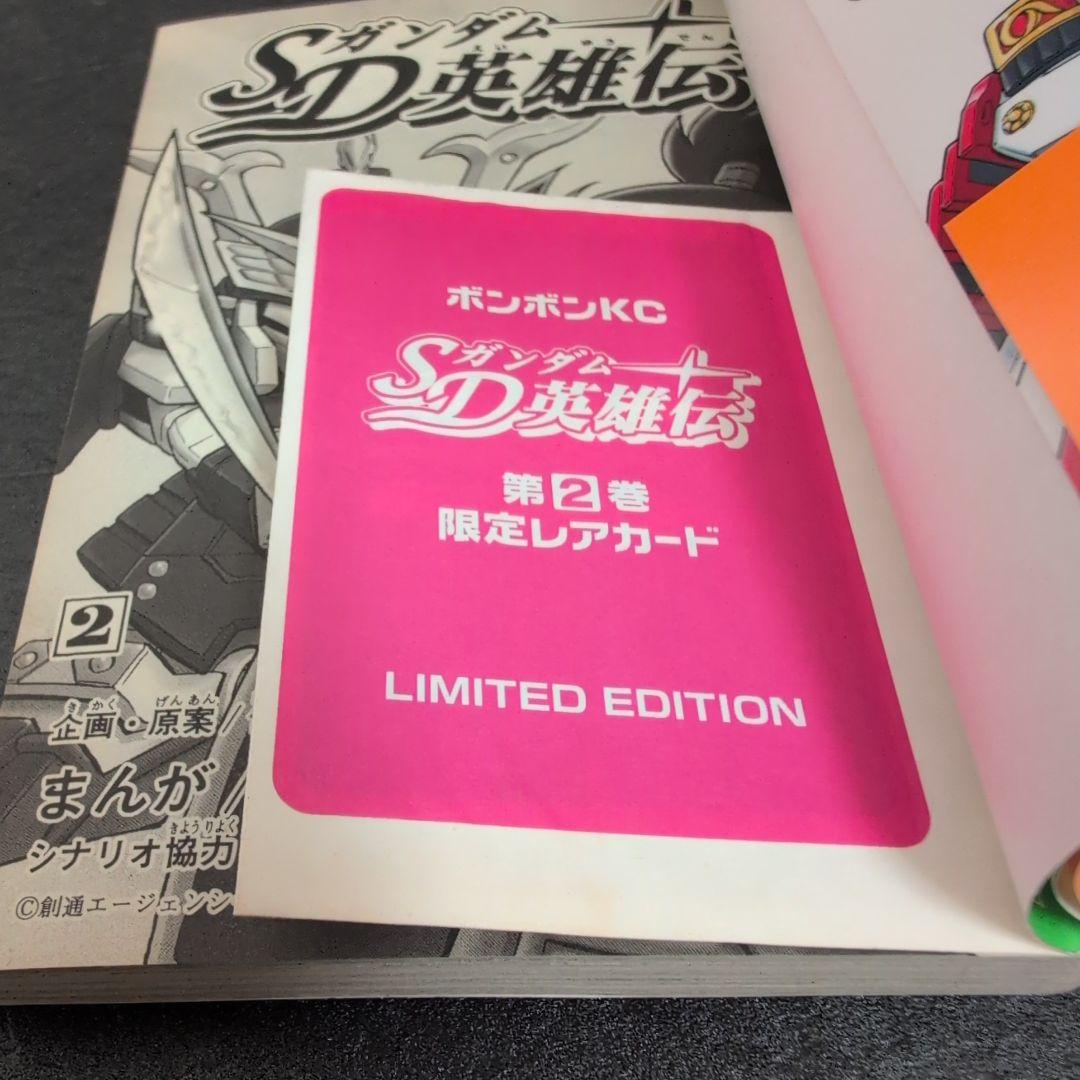 SDガンダム英雄伝
ボンボンKC
SDガンダム英雄伝
第2巻
限定レアカード
LIMITED EDITION
2
企画・原案
まんが
シナリオ協力
©創通エージェンシ